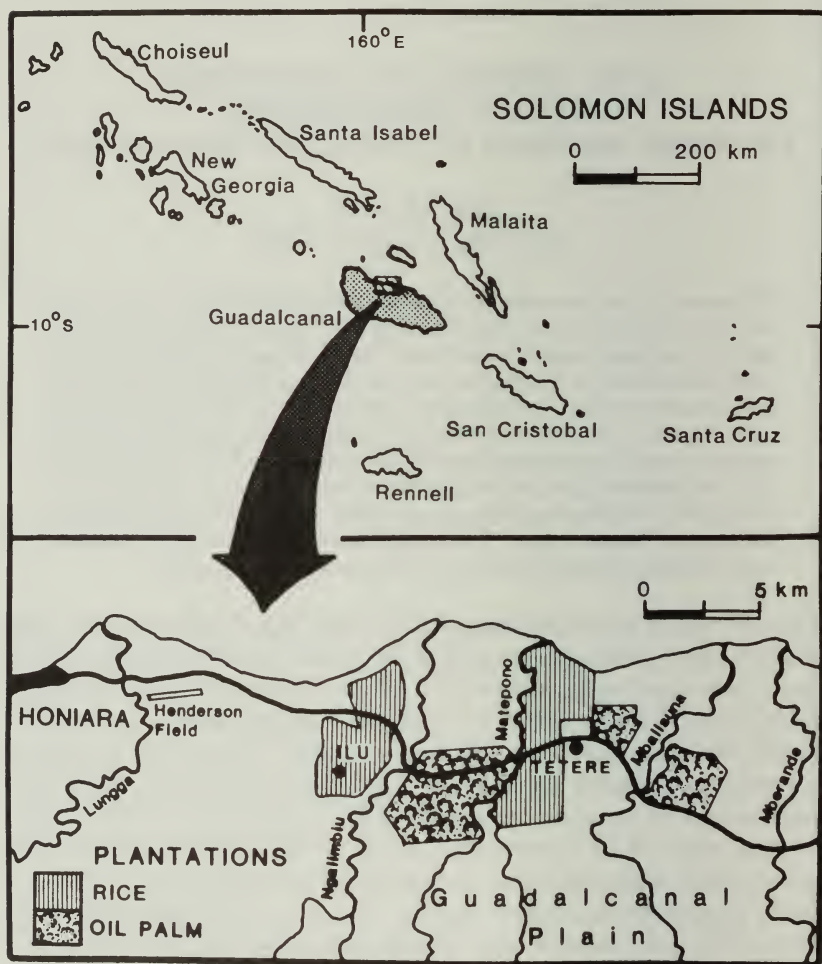 160°E
Choiseul
SOLOMON ISLANDS
Santa Isabel
0 200 km
New
Georgia
Malaita
Guadalcanal
10°S
San Cristobal
Santa Cruz
Rennell
0 5 km
HONIARA
Henderson
Field
Lungga
ILU
Ngalimbiu
Matepono
TETERE
Mbalisuna
Mberande
PLANTATIONS
RICE
OIL PALM
Guadalcanal
Plain